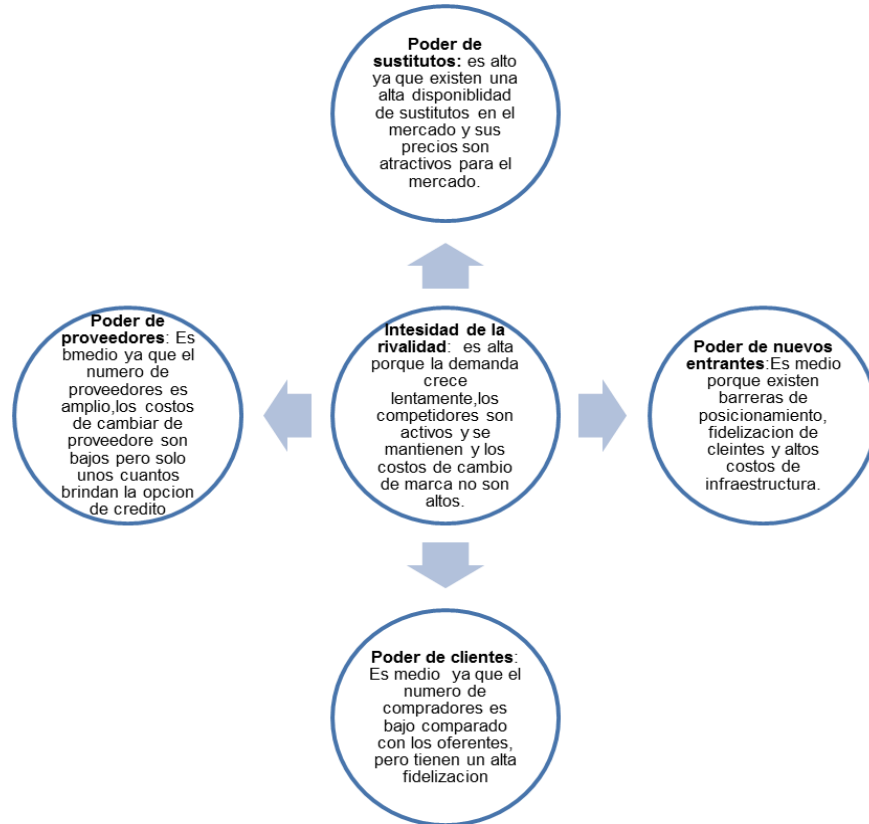 Poder de
sustitutos: es alto
ya que existen una
alta disponiblidad
de sustitutos en el
mercado y sus
precios son
atractivos para el
mercado.
Poder de
proveedores: Es
bmedio ya que el
numero de
proveedores es
amplio,los costos
de cambiar de
proveedore son
bajos pero solo
unos cuantos
brindan la opcion
de credito
Intesidad de la
rivalidad: es alta
porque la demanda
crece
lentamente,los
competidores son
activos y se
mantienen y los
costos de cambio
de marca no son
altos.
Poder de nuevos
entrantes:Es medio
porque existen
barreras de
posicionamiento,
fidelizacion de
cleintes y altos
costos de
infraestructura.
Poder de clientes:
Es medio ya que el
numero de
compradores es
bajo comparado
con los oferentes,
pero tienen un alta
fidelizacion